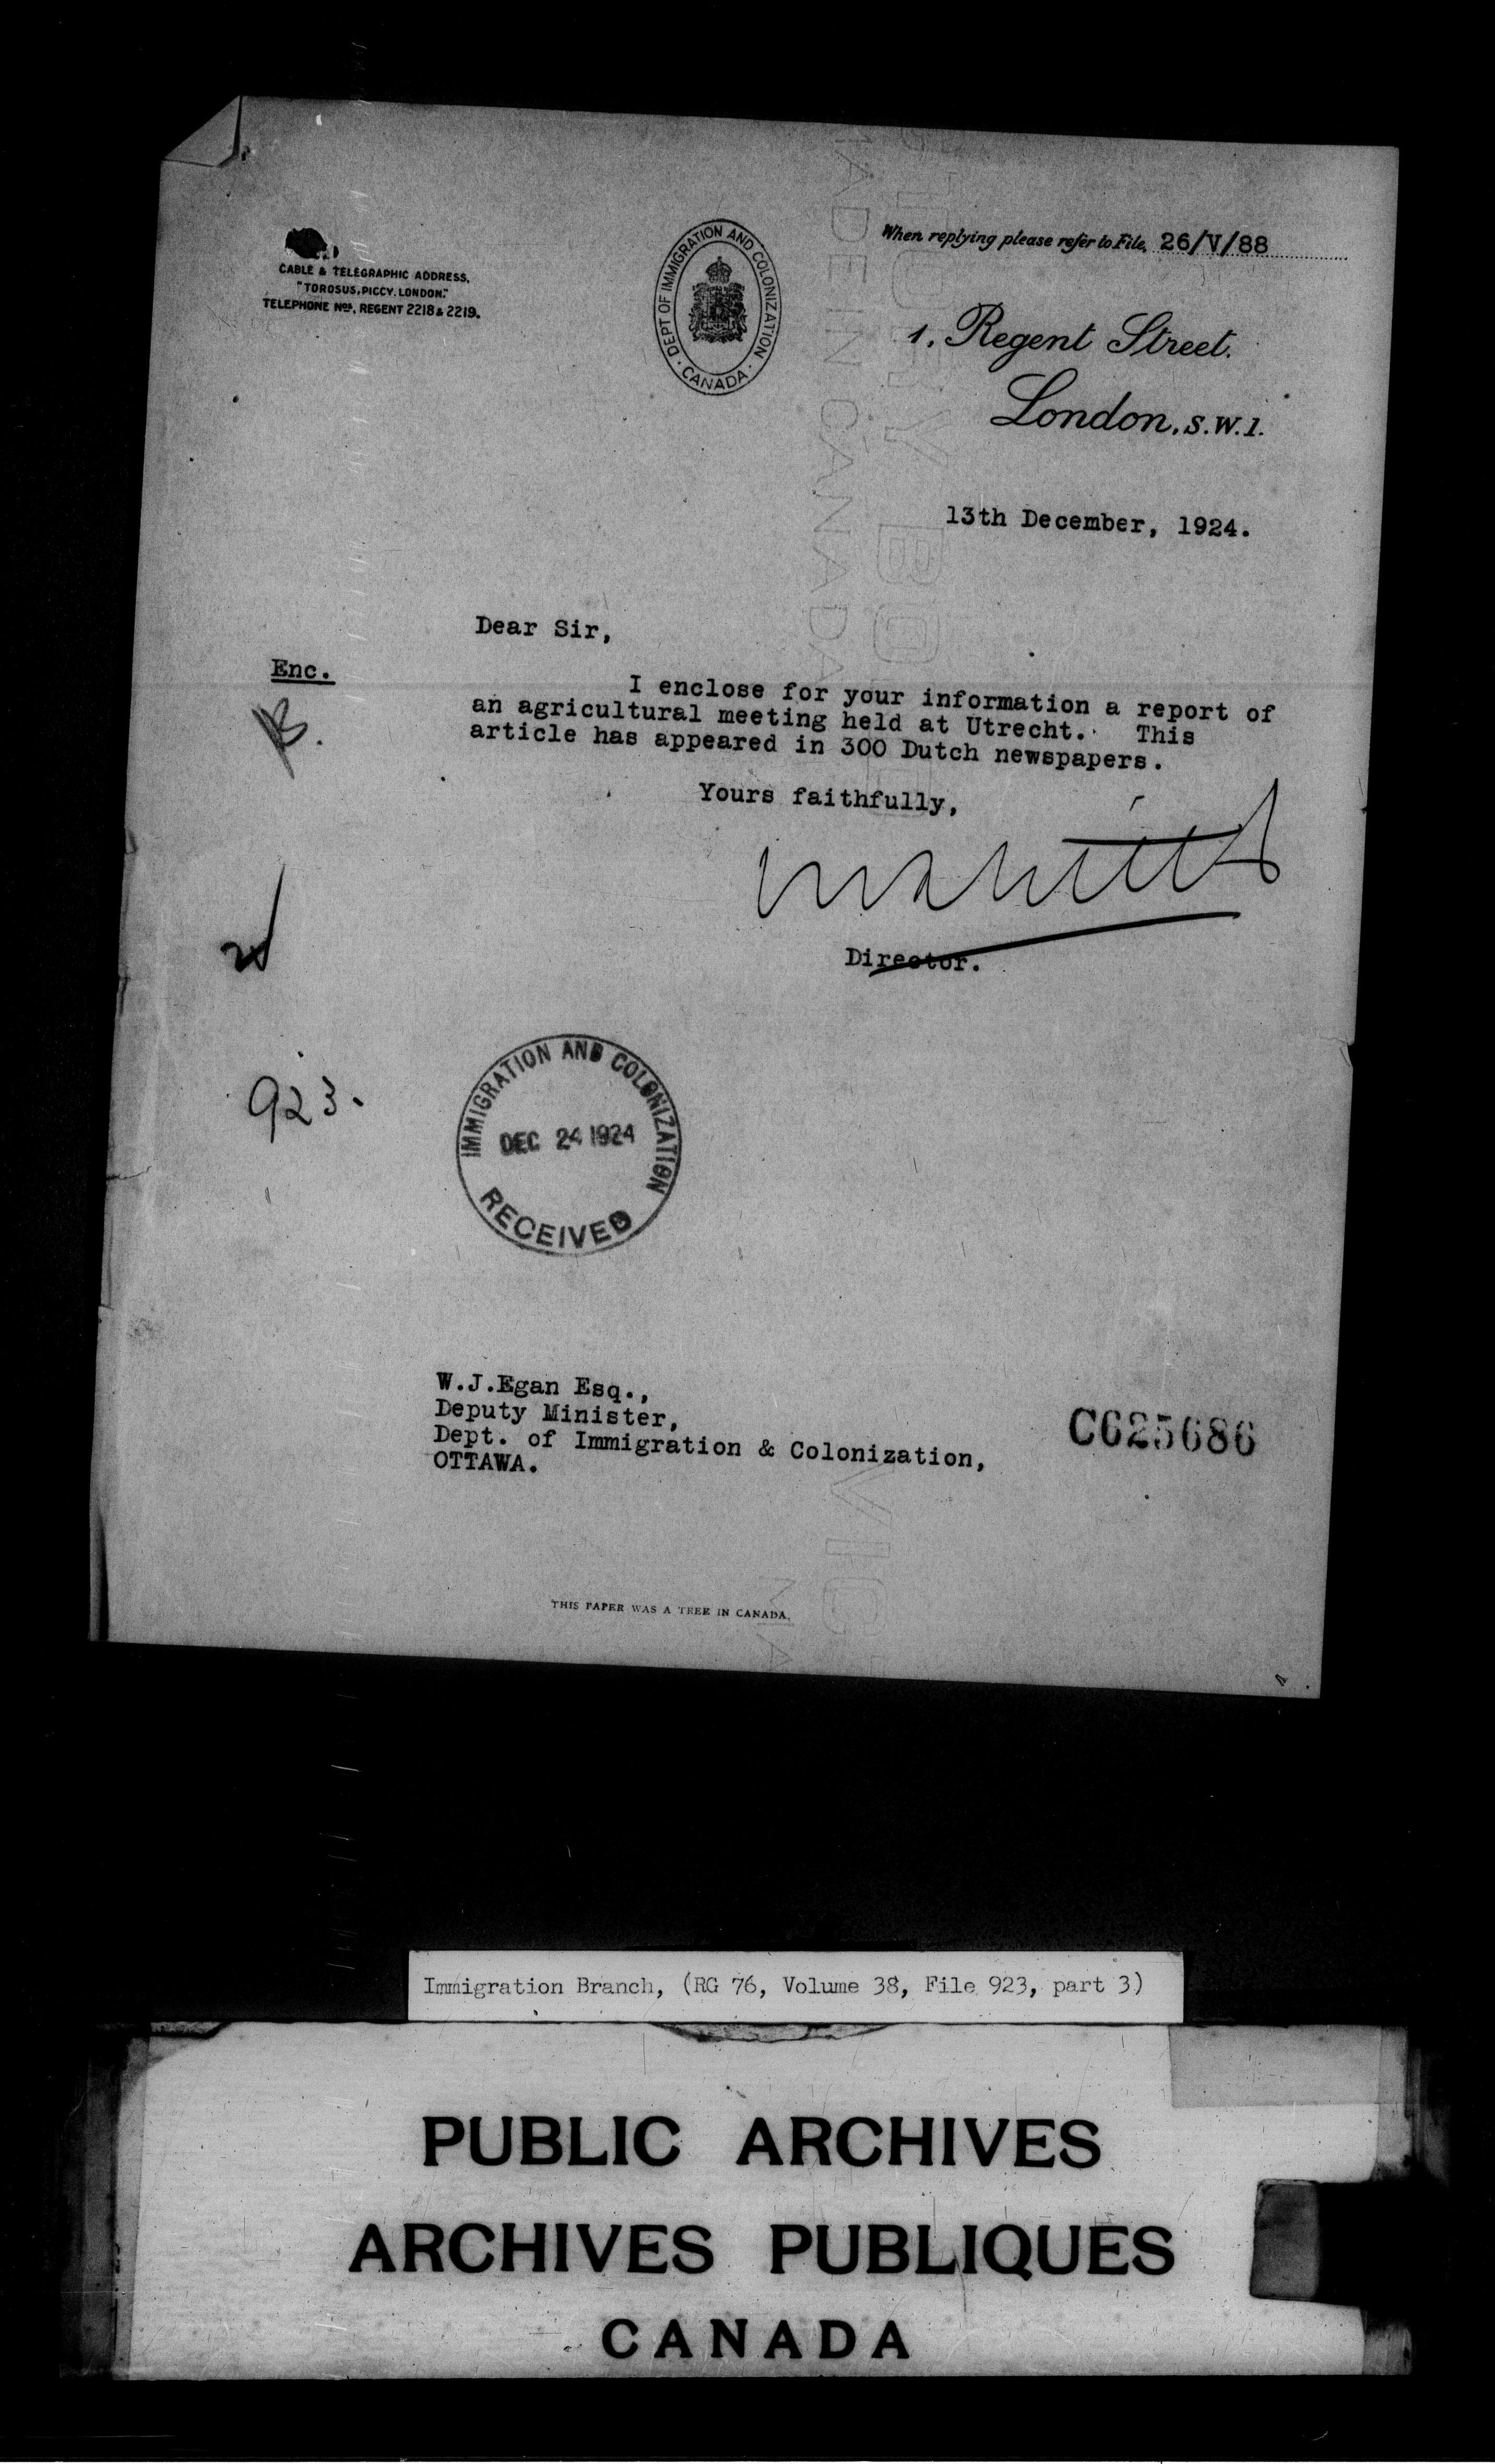 When replying please refer to File, 26/V/88
CABLE & TELEGRAPHIC ADDRESS,
"TOROSUS, PICCY. LONDON."
TELEPHONE Nos. REGENT 2218 & 2219.
DEPT OF IMMIGRATION AND COLONIZATION
· CANADA ·
1, Regent Street.
London, S.W.1.
13th December, 1924.
Dear Sir,
Enc.
I enclose for your information a report of
an agricultural meeting held at Utrecht. This
article has appeared in 300 Dutch newspapers.
Yours faithfully,
Director.
923.
IMMIGRATION AND COLONIZATION
DEC 24 1924
RECEIVED
W.J.Egan Esq.,
Deputy Minister,
Dept. of Immigration & Colonization,
OTTAWA.
C625686
THIS PAPER WAS A TREE IN CANADA.
Immigration Branch, (RG 76, Volume 38, File 923, part 3)
PUBLIC ARCHIVES
ARCHIVES PUBLIQUES
CANADA